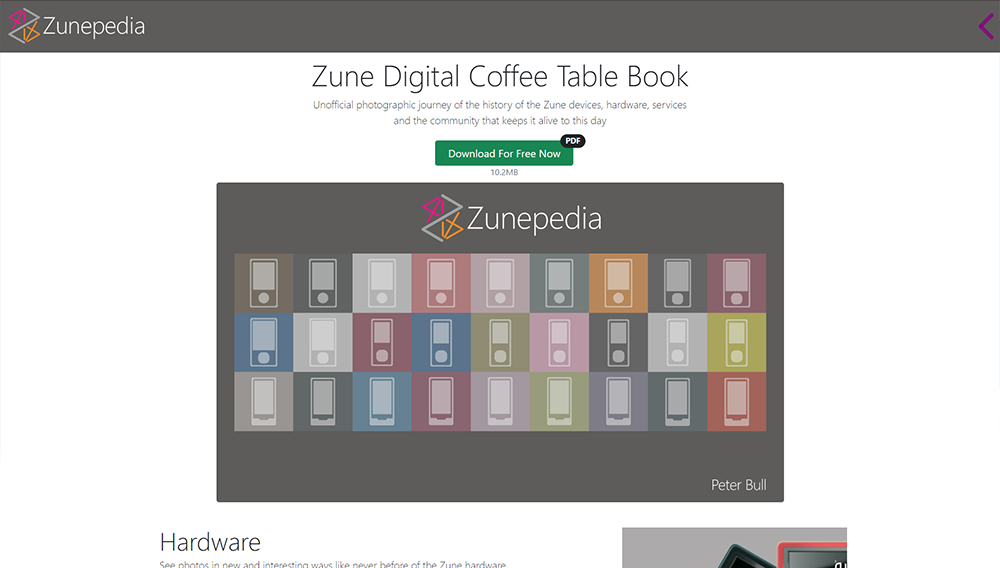 Zunepedia
Zune Digital Coffee Table Book
Unofficial photographic journey of the history of the Zune devices, hardware, services
and the community that keeps it alive to this day
PDF
Download For Free Now
10.2MB
Zunepedia
Peter Bull
Hardware
See photos in new and interesting ways like never before of the Zune hardware